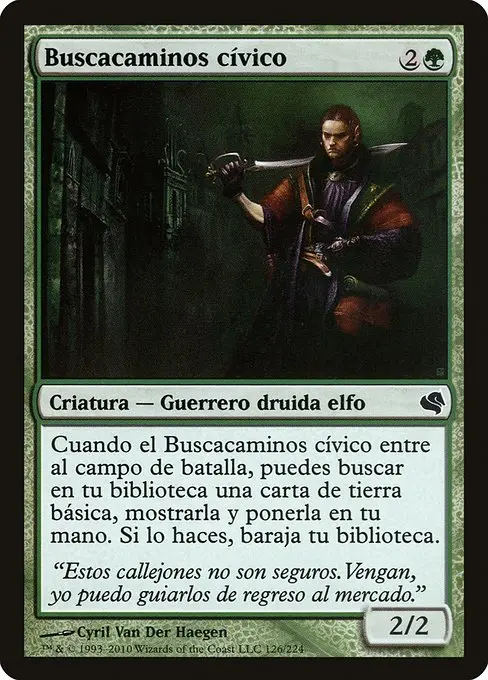 Buscacaminos cívico 2
Criatura — Guerrero druida elfo
Cuando el Buscacaminos cívico entre
al campo de batalla, puedes buscar
en tu biblioteca una carta de tierra
básica, mostrarla y ponerla en tu
mano. Si lo haces, baraja tu biblioteca.
“Estos callejones no son seguros. Vengan,
yo puedo guiarlos de regreso al mercado.”
2/2
Cyril Van Der Haegen
™ & © 1993–2010 Wizards of the Coast LLC 126/224